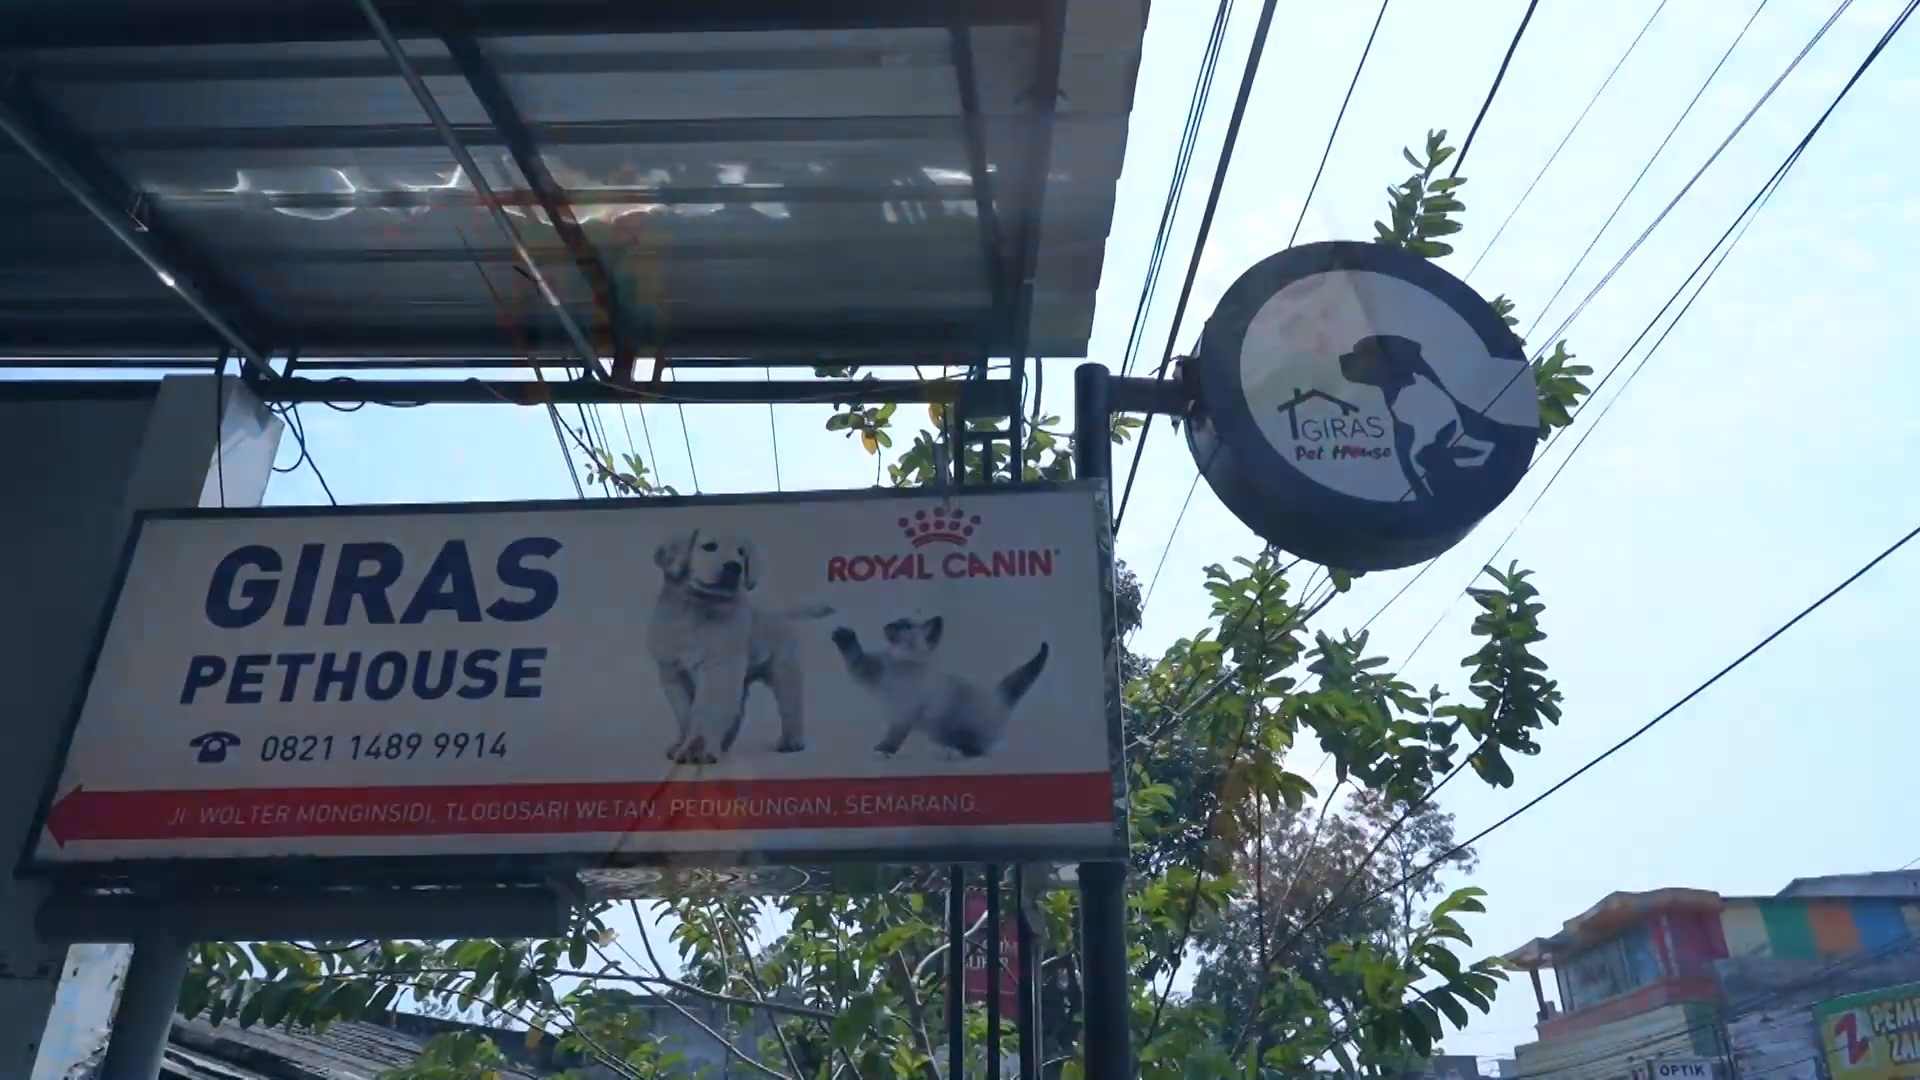 GIRAS
PETHOUSE
0821 1489 9914
ROYAL CANIN
Jl. WOLTER MONGINSIDI, TLOGOSARI WETAN, PEDURUNGAN, SEMARANG.
GIRAS
Pet House
OPTIK